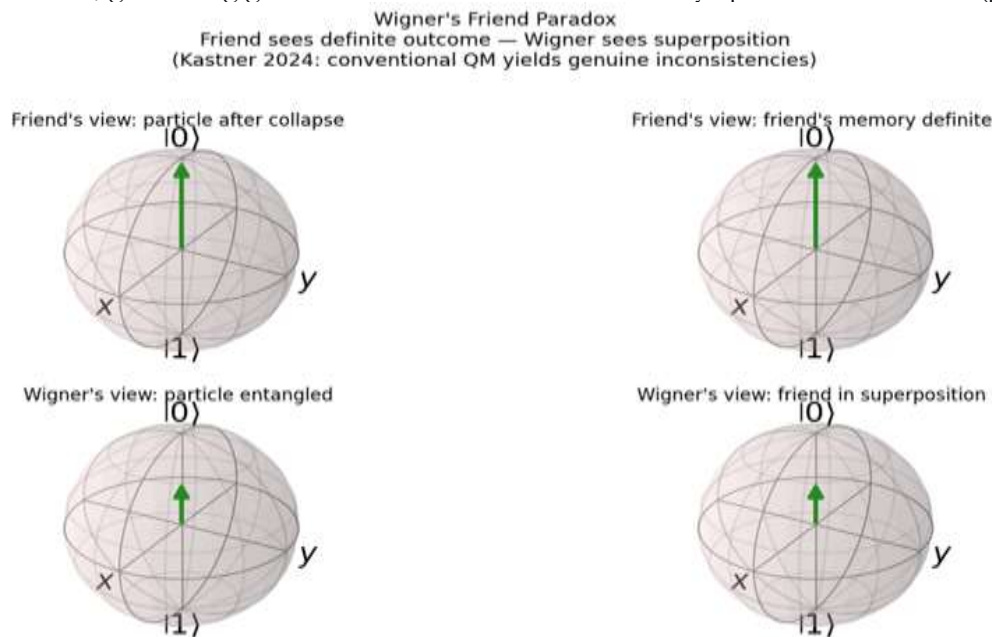 Wigner's Friend Paradox
Friend sees definite outcome — Wigner sees superposition
(Kastner 2024: conventional QM yields genuine inconsistencies)
Friend's view: particle after collapse
|0⟩
x
y
|1⟩
Friend's view: friend's memory definite
|0⟩
x
y
|1⟩
Wigner's view: particle entangled
|0⟩
x
y
|1⟩
Wigner's view: friend in superposition
|0⟩
x
y
|1⟩